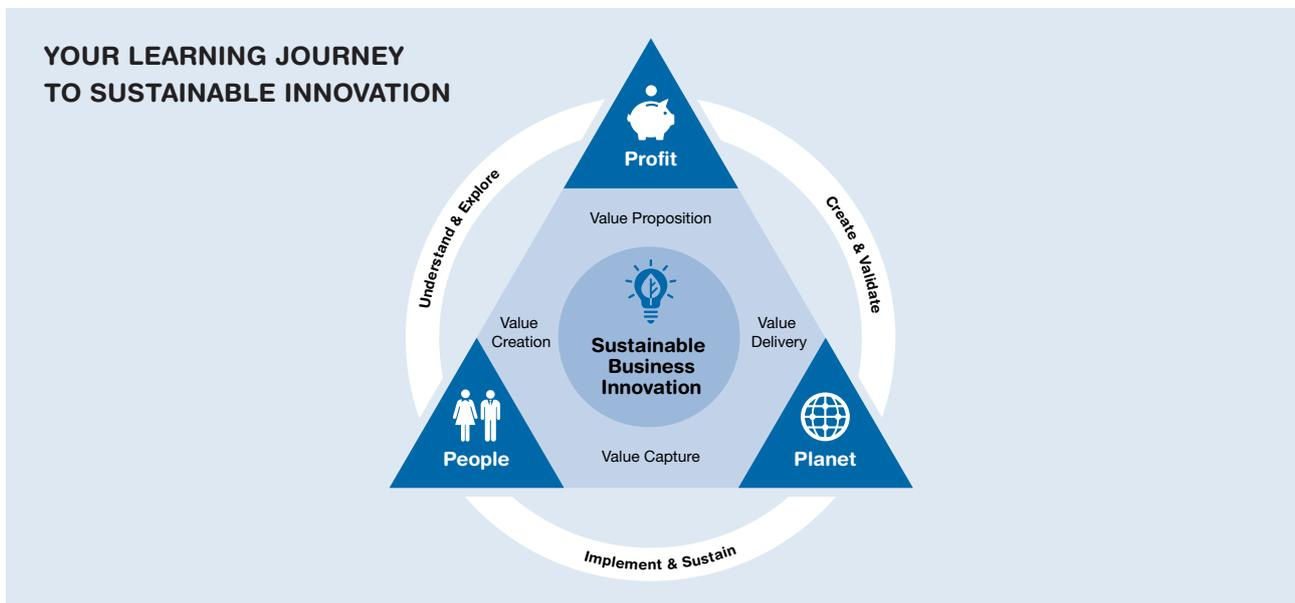 YOUR LEARNING JOURNEY
TO SUSTAINABLE INNOVATION
Profit
Understand & Explore
Create & Validate
Value Proposition
Value
Creation
Sustainable
Business
Innovation
Value
Delivery
People
Value Capture
Planet
Implement & Sustain